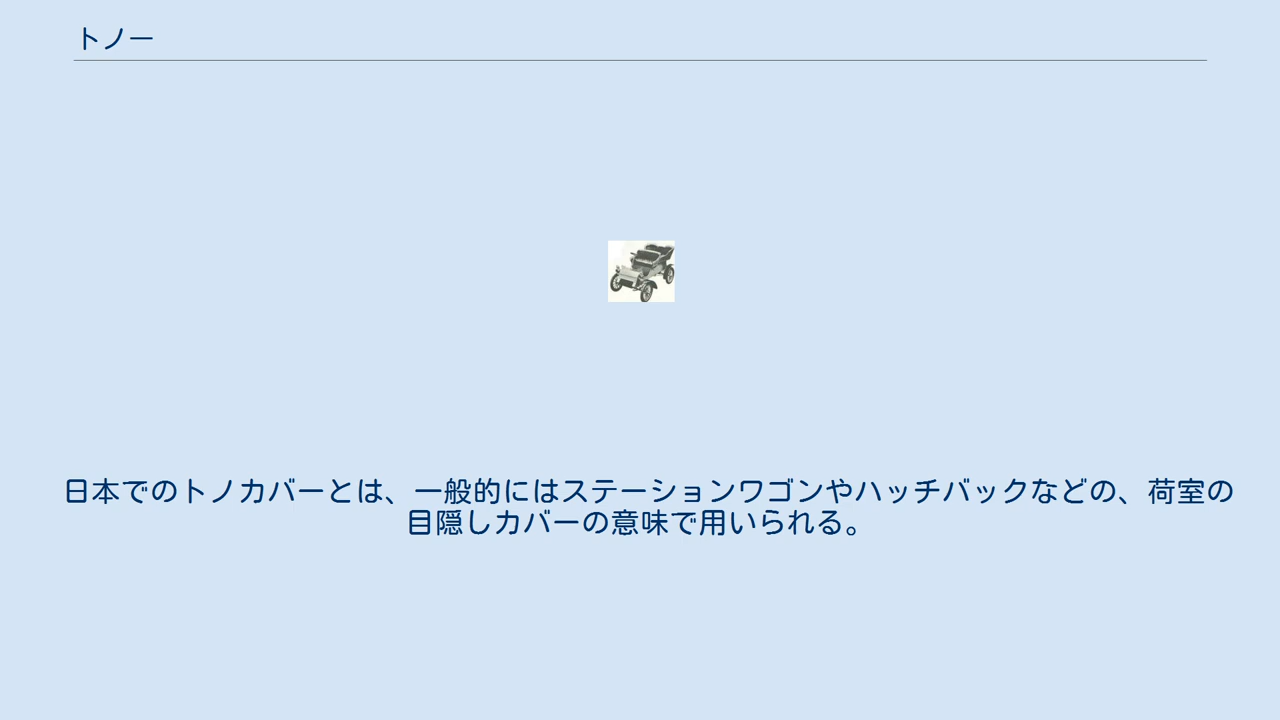 トノー
日本でのトノカバーとは、一般的にはステーションワゴンやハッチバックなどの、荷室の
目隠しカバーの意味で用いられる。